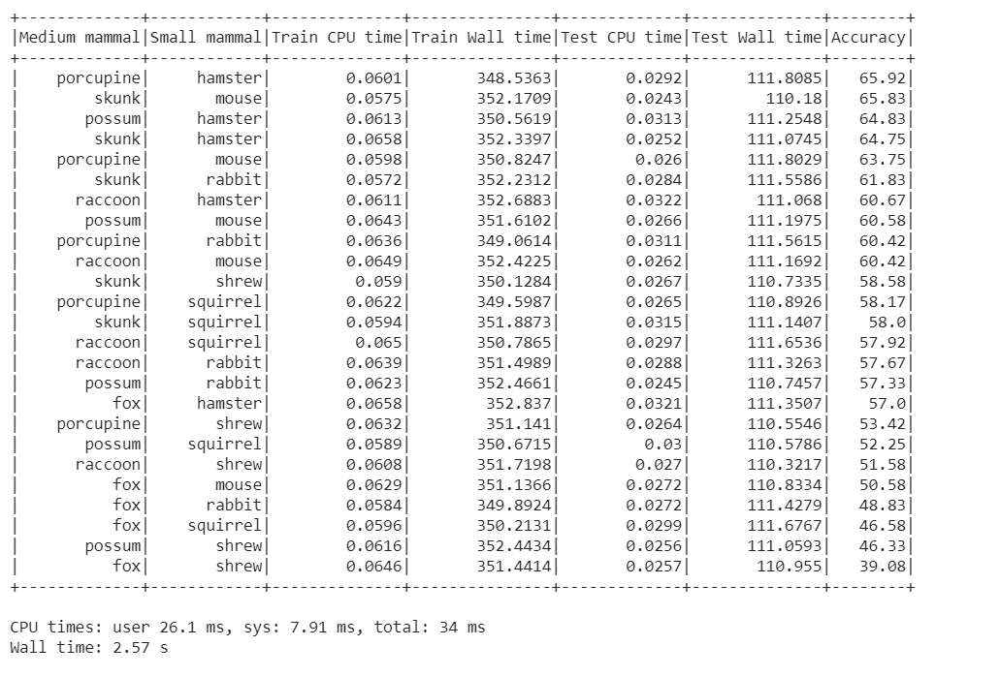 +-------------+------------+--------------+---------------+-------------+--------------+--------+
|Medium mammal|Small mammal|Train CPU time|Train Wall time|Test CPU time|Test Wall time|Accuracy|
+-------------+------------+--------------+---------------+-------------+--------------+--------+
|    porcupine|     hamster|        0.0601|       348.5363|       0.0292|      111.8085|   65.92|
|        skunk|       mouse|        0.0575|       352.1709|       0.0243|        110.18|   65.83|
|       possum|     hamster|        0.0613|       350.5619|       0.0313|      111.2548|   64.83|
|        skunk|     hamster|        0.0658|       352.3397|       0.0252|      111.0745|   64.75|
|    porcupine|       mouse|        0.0598|       350.8247|        0.026|      111.8029|   63.75|
|        skunk|      rabbit|        0.0572|       352.2312|       0.0284|      111.5586|   61.83|
|      raccoon|     hamster|        0.0611|       352.6883|       0.0322|       111.068|   60.67|
|       possum|       mouse|        0.0643|       351.6102|       0.0266|      111.1975|   60.58|
|    porcupine|      rabbit|        0.0636|       349.0614|       0.0311|      111.5615|   60.42|
|      raccoon|       mouse|        0.0649|       352.4225|       0.0262|      111.1692|   60.42|
|        skunk|       shrew|         0.059|       350.1284|       0.0267|      110.7335|   58.58|
|    porcupine|    squirrel|        0.0622|       349.5987|       0.0265|      110.8926|   58.17|
|        skunk|    squirrel|        0.0594|       351.8873|       0.0315|      111.1407|    58.0|
|      raccoon|    squirrel|         0.065|       350.7865|       0.0297|      111.6536|   57.92|
|      raccoon|      rabbit|        0.0639|       351.4989|       0.0288|      111.3263|   57.67|
|       possum|      rabbit|        0.0623|       352.4661|       0.0245|      110.7457|   57.33|
|          fox|     hamster|        0.0658|        352.837|       0.0321|      111.3507|    57.0|
|    porcupine|       shrew|        0.0632|        351.141|       0.0264|      110.5546|   53.42|
|       possum|    squirrel|        0.0589|       350.6715|         0.03|      110.5786|   52.25|
|      raccoon|       shrew|        0.0608|       351.7198|        0.027|      110.3217|   51.58|
|          fox|       mouse|        0.0629|       351.1366|       0.0272|      110.8334|   50.58|
|          fox|      rabbit|        0.0584|       349.8924|       0.0272|      111.4279|   48.83|
|          fox|    squirrel|        0.0596|       350.2131|       0.0299|      111.6767|   46.58|
|       possum|       shrew|        0.0616|       352.4434|       0.0256|      111.0593|   46.33|
|          fox|       shrew|        0.0646|       351.4414|       0.0257|       110.955|   39.08|
+-------------+------------+--------------+---------------+-------------+--------------+--------+
CPU times: user 26.1 ms, sys: 7.91 ms, total: 34 ms
Wall time: 2.57 s